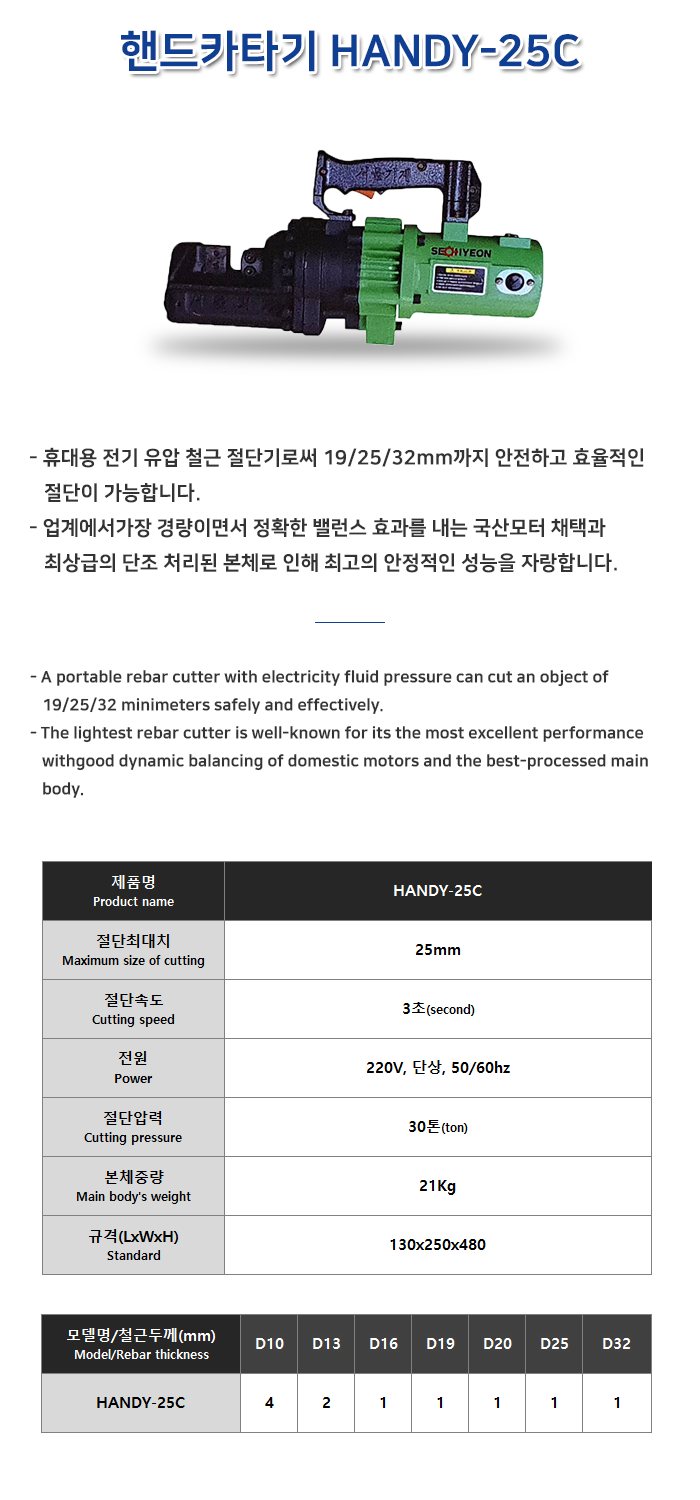 핸드카타기 HANDY-25C
서흥기계
SEOHYEON
- 휴대용 전기 유압 철근 절단기로써 19/25/32mm까지 안전하고 효율적인
절단이 가능합니다.
- 업계에서가장 경량이면서 정확한 밸런스 효과를 내는 국산모터 채택과
최상급의 단조 처리된 본체로 인해 최고의 안정적인 성능을 자랑합니다.
- A portable rebar cutter with electricity fluid pressure can cut an object of
19/25/32 minimeters safely and effectively.
- The lightest rebar cutter is well-known for its the most excellent performance
withgood dynamic balancing of domestic motors and the best-processed main
body.
제품명 HANDY-25C
Product name
절단최대치 25mm
Maximum size of cutting
절단속도 3초(second)
Cutting speed
전원 220V, 단상, 50/60hz
Power
절단압력 30톤(ton)
Cutting pressure
본체중량 21Kg
Main body's weight
규격(LxWxH) 130x250x480
Standard
모델명/철근두께(mm) D10 D13 D16 D19 D20 D25 D32
Model/Rebar thickness
HANDY-25C 4 2 1 1 1 1 1